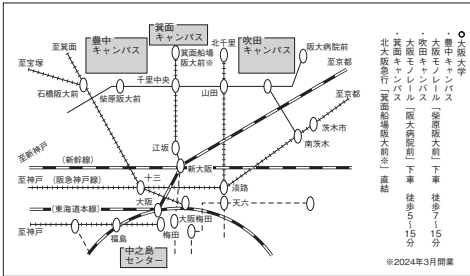 ○ 大阪大学
・豊中キャンパス
大阪モノレール「柴原阪大前」下車 徒歩7～15分
・吹田キャンパス
大阪モノレール「阪大病院前」下車 徒歩5～15分
・箕面キャンパス
北大阪急行「箕面船場阪大前※」直結
※2024年3月開業
至箕面
豊中
キャンパス
箕面
キャンパス
箕面船場
阪大前※
北千里
吹田
キャンパス
阪大病院前
至京都
至宝塚
石橋阪大前
柴原阪大前
千里中央
山田
至京都
茨木市
南茨木
至新神戸
(新幹線)
江坂
新大阪
至神戸 (阪急神戸線)
十三
淡路
(東海道本線)
大阪
天六
大阪梅田
梅田
至神戸
福島
中之島
センター